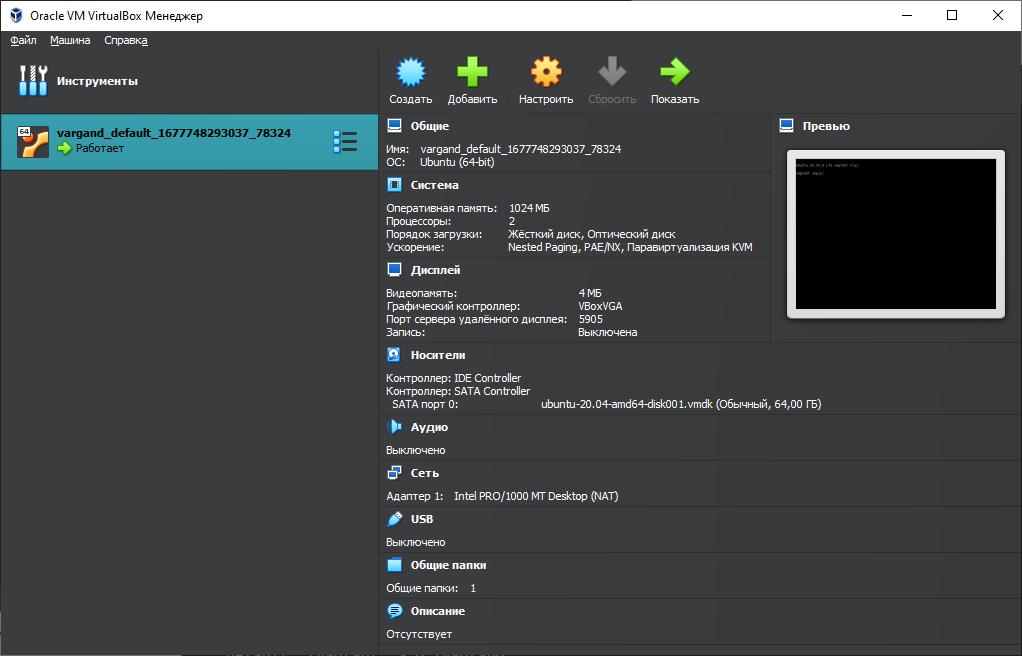 Oracle VM VirtualBox Менеджер
Файл Машина Справка
Инструменты
Создать Добавить Настроить Сбросить Показать
64
vargand_default_1677748293037_78324
Работает
Общие
Имя: vargand_default_1677748293037_78324
ОС: Ubuntu (64-bit)
Превью
Система
Оперативная память: 1024 МБ
Процессоры: 2
Порядок загрузки: Жёсткий диск, Оптический диск
Ускорение: Nested Paging, PAE/NX, Паравиртуализация KVM
Дисплей
Видеопамять: 4 МБ
Графический контроллер: VBoxVGA
Порт сервера удалённого дисплея: 5905
Запись: Выключена
Носители
Контроллер: IDE Controller
Контроллер: SATA Controller
SATA порт 0: ubuntu-20.04-amd64-disk001.vmdk (Обычный, 64,00 ГБ)
Аудио
Выключено
Сеть
Адаптер 1: Intel PRO/1000 MT Desktop (NAT)
USB
Выключено
Общие папки
Общие папки: 1
Описание
Отсутствует